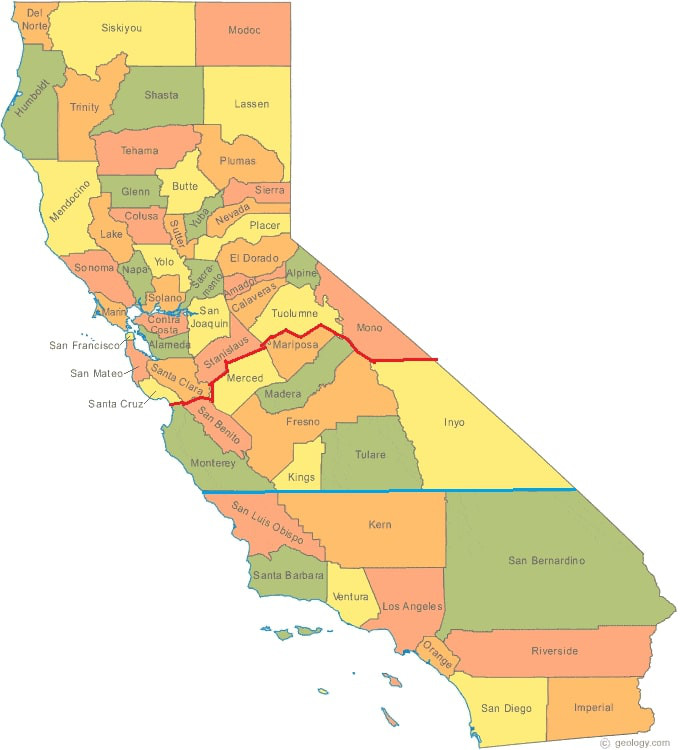 Del
Norte
Siskiyou
Modoc
Humboldt
Trinity
Shasta
Lassen
Tehama
Plumas
Mendocino
Glenn
Butte
Sierra
Colusa
Sutter
Yuba
Nevada
Placer
Lake
Sonoma
Napa
Yolo
Sacra-
mento
El Dorado
Alpine
Amador
Calaveras
Solano
Marin
Contra
Costa
San
Joaquin
Tuolumne
Mono
San Francisco
Alameda
Stanislaus
Mariposa
San Mateo
Santa Clara
Merced
Santa Cruz
Madera
San Benito
Fresno
Inyo
Monterey
Kings
Tulare
San Luis Obispo
Kern
San Bernardino
Santa Barbara
Ventura
Los Angeles
Orange
Riverside
San Diego
Imperial
© geology.com